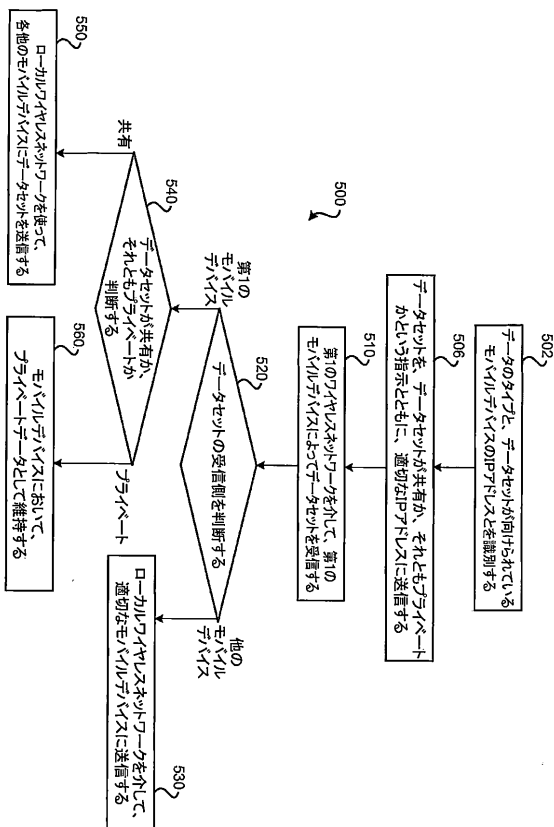 500
502
データのタイプと、データセットが向けられている
モバイルデバイスのIPアドレスとを識別する
506
データセットを、データセットが共有か、それともプライベート
かという指示とともに、適切なIPアドレスに送信する
510
第1のワイヤレスネットワークを介して、第1の
モバイルデバイスによってデータセットを受信する
520
データセットの受信側を判断する
第1の
モバイル
デバイス
他の
モバイル
デバイス
530
ローカルワイヤレスネットワークを介して、
適切なモバイルデバイスに送信する
540
データセットが共有か、
それともプライベートか
判断する
共有
プライベート
550
ローカルワイヤレスネットワークを使って、
各他のモバイルデバイスにデータセットを送信する
560
モバイルデバイスにおいて、
プライベートデータとして維持する